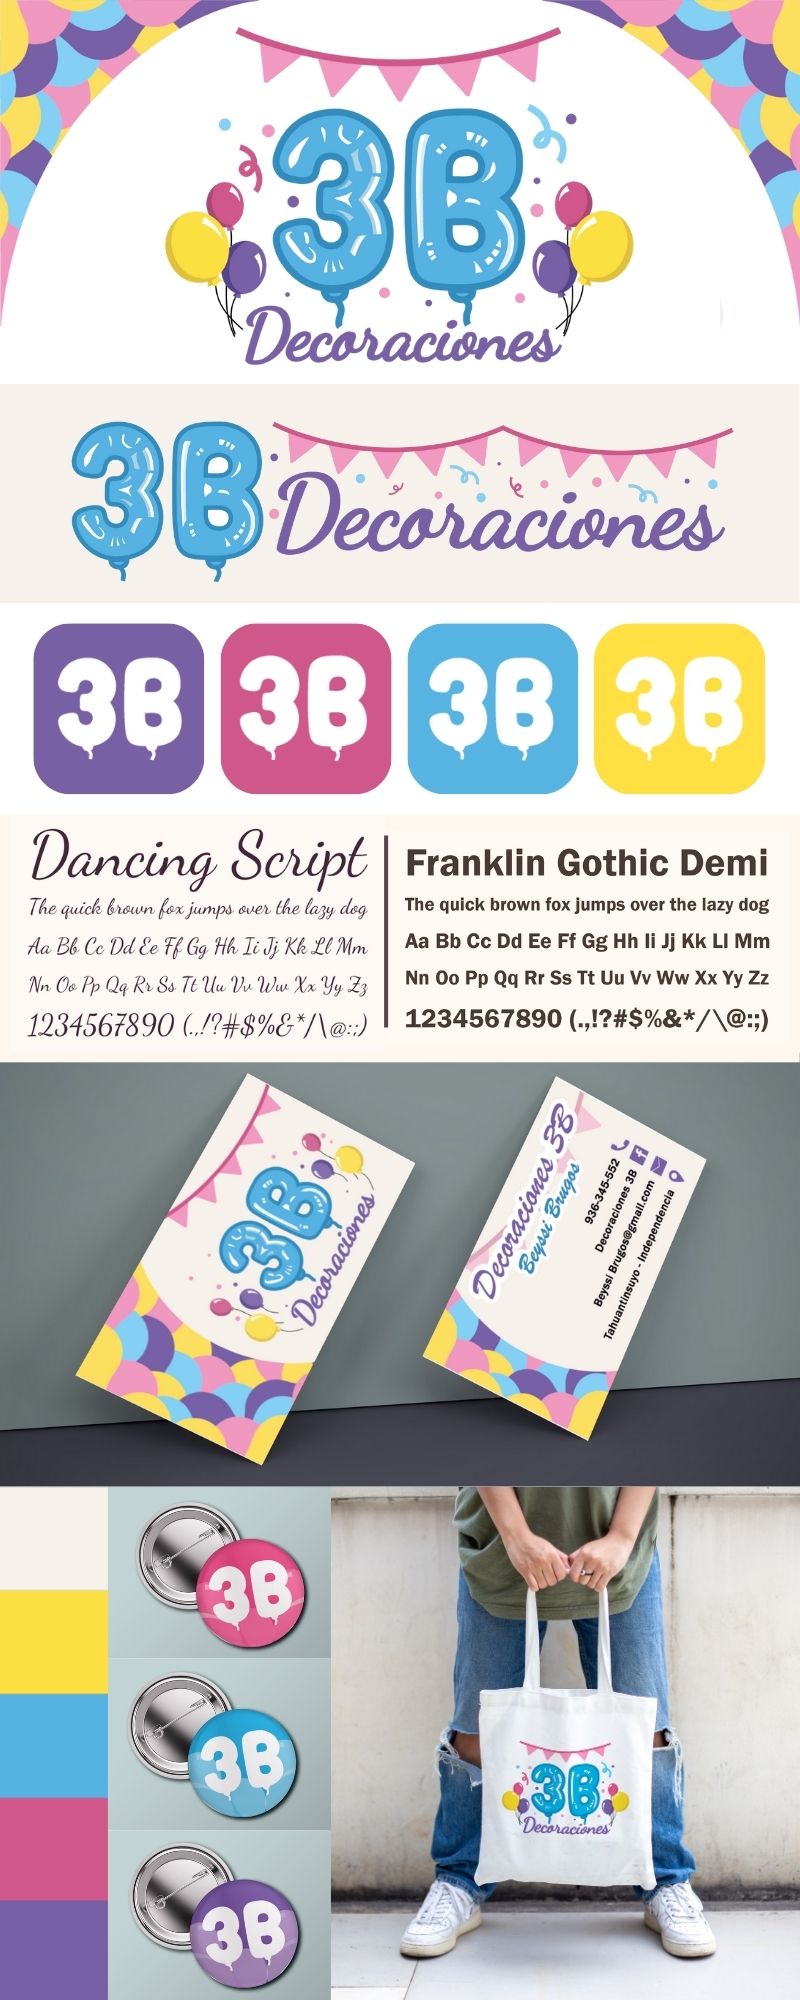 3B
Decoraciones
3B Decoraciones
3B
3B
3B
3B
Dancing Script
The quick brown fox jumps over the lazy dog
Aa Bb Cc Dd Ee Ff Gg Hh Ii Jj Kk Ll Mm
Nn Oo Pp Qq Rr Ss Tt Uu Vv Ww Xx Yy Zz
1234567890 (.,!?#$%&*/\@:;)
Franklin Gothic Demi
The quick brown fox jumps over the lazy dog
Aa Bb Cc Dd Ee Ff Gg Hh Ii Jj Kk Ll Mm
Nn Oo Pp Qq Rr Ss Tt Uu Vv Ww Xx Yy Zz
1234567890 (.,!?#$%&*/\@:;)
3B
Decoraciones
Decoraciones 3B
Beyssi Brugos
936-345-552
Decoraciones 3B
Beyssi Brugos@gmail.com
Tahuantinsuyo - Independencia
3B
3B
3B
3B
Decoraciones